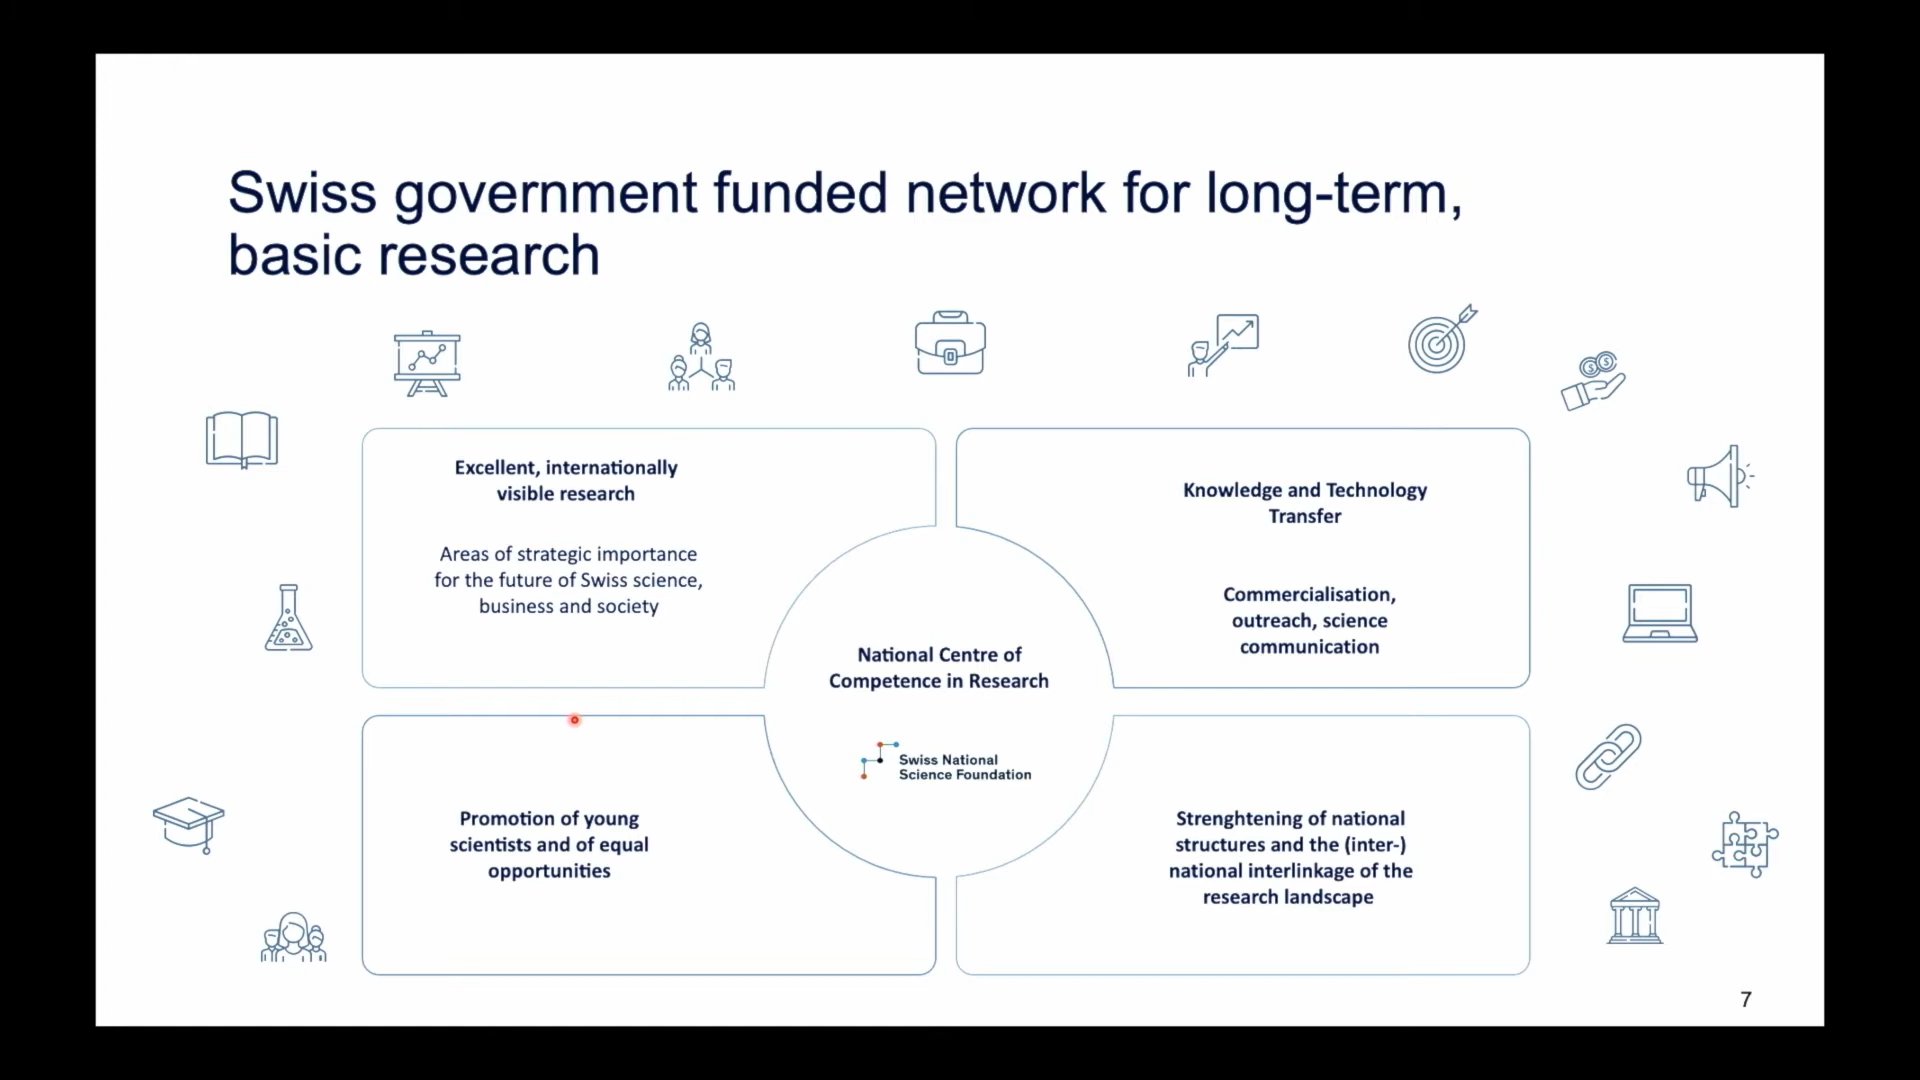 Swiss government funded network for long-term,
basic research
Excellent, internationally
visible research
Areas of strategic importance
for the future of Swiss science,
business and society
Knowledge and Technology
Transfer
Commercialisation,
outreach, science
communication
National Centre of
Competence in Research
Swiss National
Science Foundation
Promotion of young
scientists and of equal
opportunities
Strenghtening of national
structures and the (inter-)
national interlinkage of the
research landscape
7